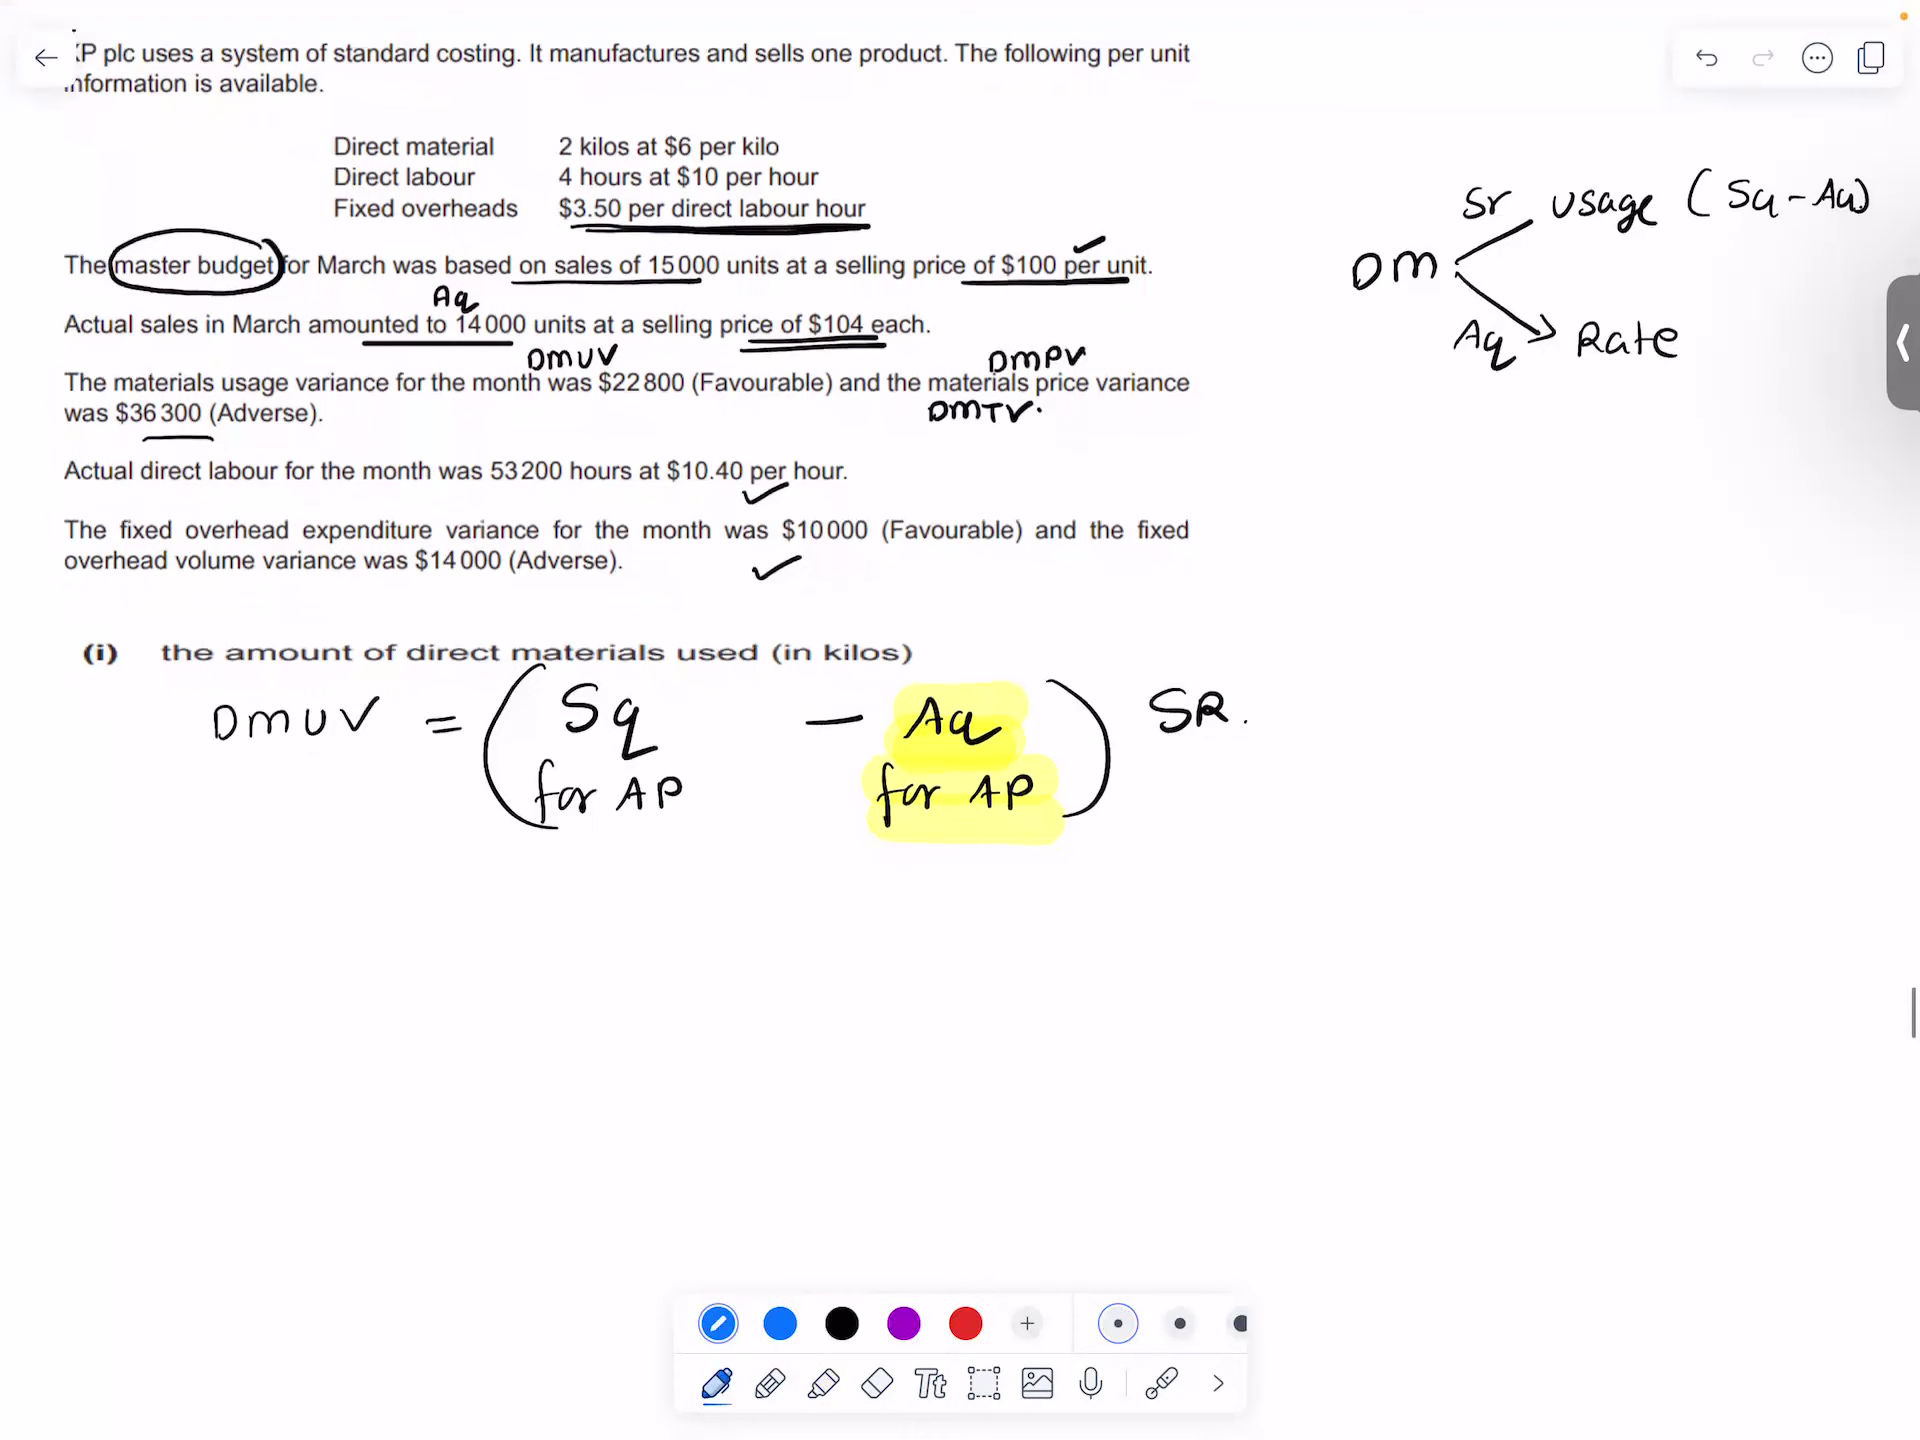 P plc uses a system of standard costing. It manufactures and sells one product. The following per unit
nformation is available.
Direct material 2 kilos at $6 per kilo
Direct labour 4 hours at $10 per hour
Fixed overheads $3.50 per direct labour hour
The master budget for March was based on sales of 15 000 units at a selling price of $100 per unit.
Aq
Actual sales in March amounted to 14 000 units at a selling price of $104 each.
DMUV DMPV
The materials usage variance for the month was $22 800 (Favourable) and the materials price variance
was $36 300 (Adverse).
DMTV.
Actual direct labour for the month was 53 200 hours at $10.40 per hour.
The fixed overhead expenditure variance for the month was $10 000 (Favourable) and the fixed
overhead volume variance was $14 000 (Adverse).
Sr usage (Sq - Aq)
DM
Aq Rate
(i) the amount of direct materials used (in kilos)
DMUV = ( Sq - Aq ) SR.
for AP for AP
Tt